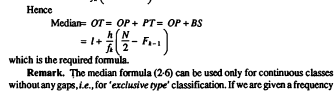 Hence
Median= OT = OP + PT = OP + BS
= l + h/fₖ (N/2 − Fₖ₋₁)
which is the required formula.
Remark. The median formula (2·6) can be used only for continuous classes
without any gaps, i.e., for 'exclusive type' classification. If we are given a frequency